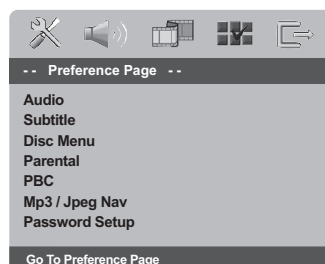 -- Preference Page --
Audio
Subtitle
Disc Menu
Parental
PBC
Mp3 / Jpeg Nav
Password Setup
Go To Preference Page